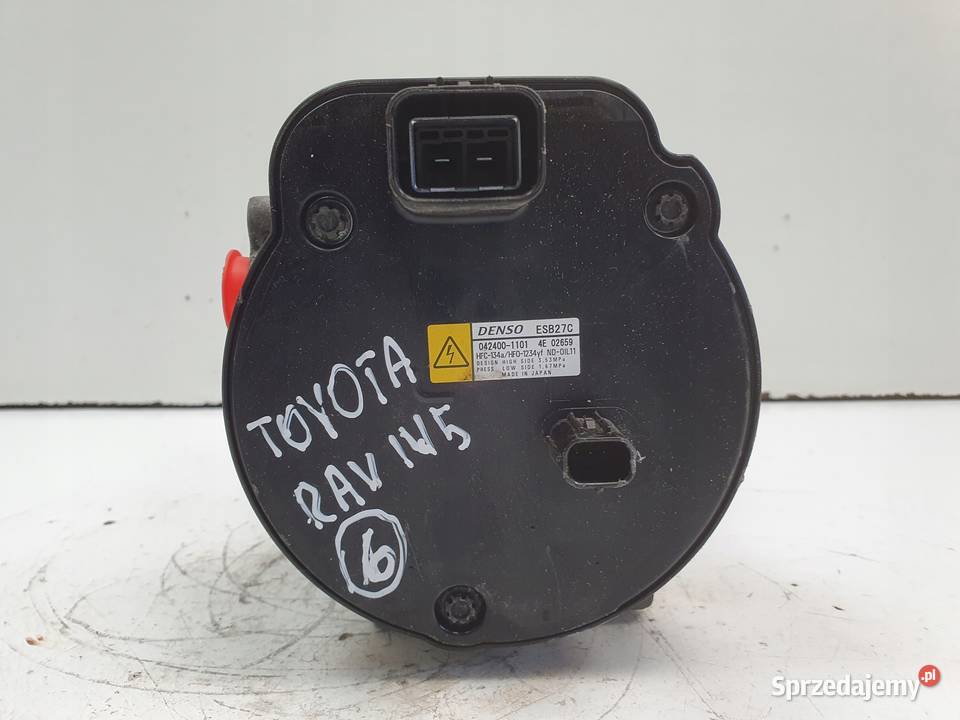 DENSO ESB27C
042400-1101 4E 02659
HFC-134a/HFO-1234yf ND-OIL11
DESIGN HIGH SIDE 3,53MPa
PRESS. LOW SIDE 1,67MPa
MADE IN JAPAN
TOYOTA
RAV IV5
6
Sprzedajemy.pl